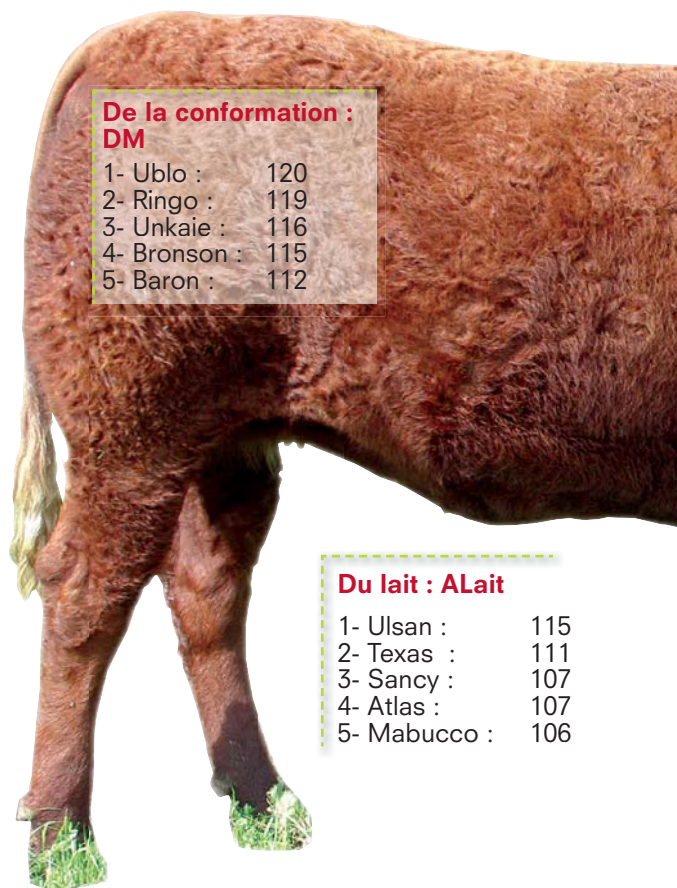 De la conformation :
DM
1- Ublo : 120
2- Ringo : 119
3- Unkaie : 116
4- Bronson : 115
5- Baron : 112
Du lait : ALait
1- Ulsan : 115
2- Texas : 111
3- Sancy : 107
4- Atlas : 107
5- Mabucco : 106